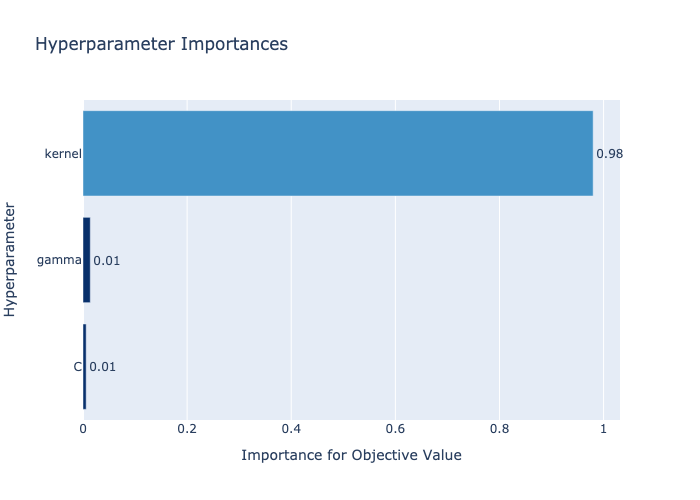 Hyperparameter Importances
Hyperparameter
kernel
0.98
gamma
0.01
C
0.01
0 0.2 0.4 0.6 0.8 1
Importance for Objective Value